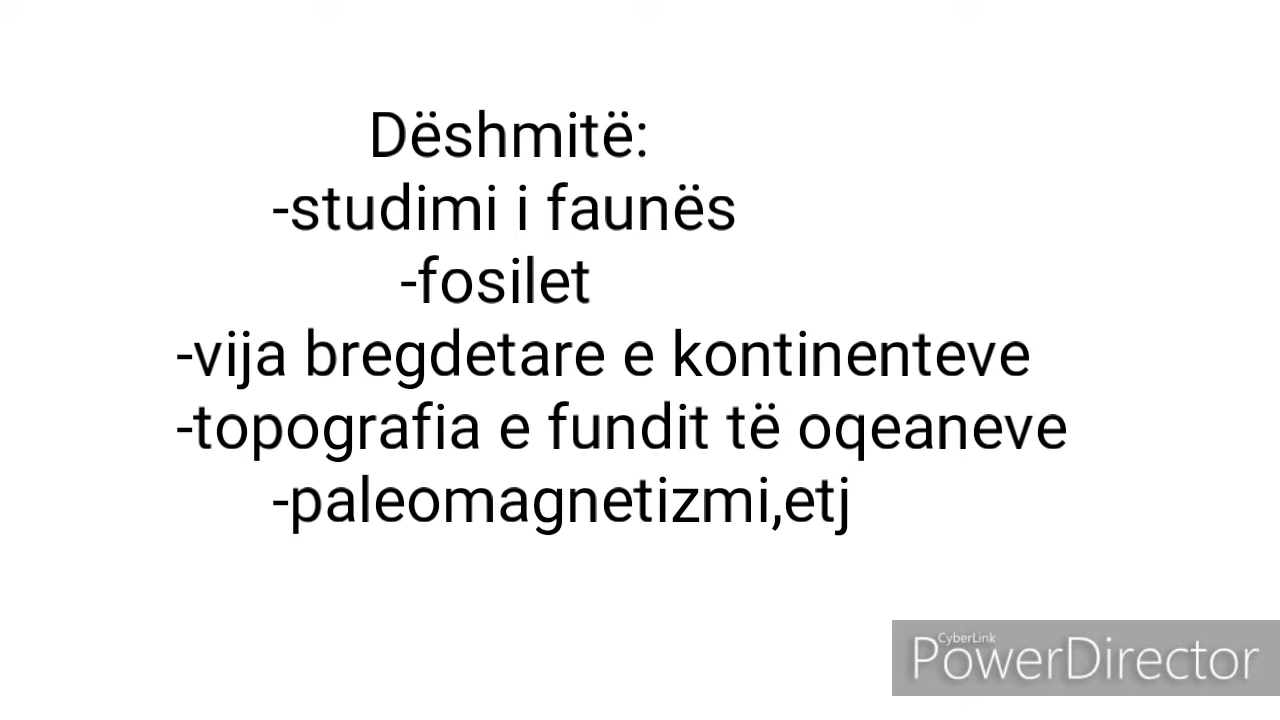 Dëshmitë:
-studimi i faunës
-fosilet
-vija bregdetare e kontinenteve
-topografia e fundit të oqeaneve
-paleomagnetizmi,etj
CyberLink
PowerDirector